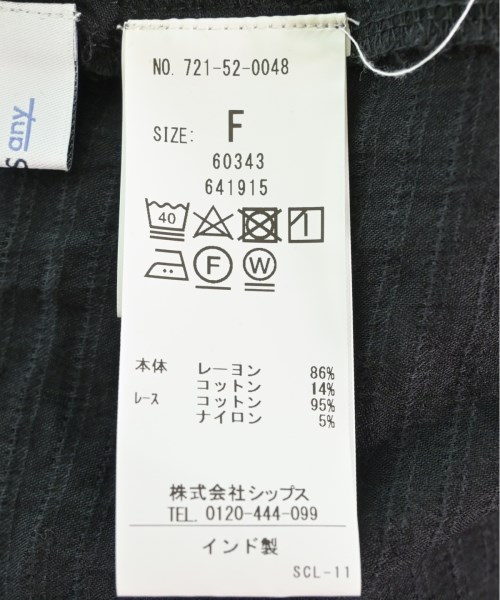 any
NO. 721-52-0048
SIZE: F
60343
641915
40
F W
本体 レーヨン 86%
コットン 14%
レース コットン 95%
ナイロン 5%
株式会社シップス
TEL. 0120-444-099
インド製
SCL-11